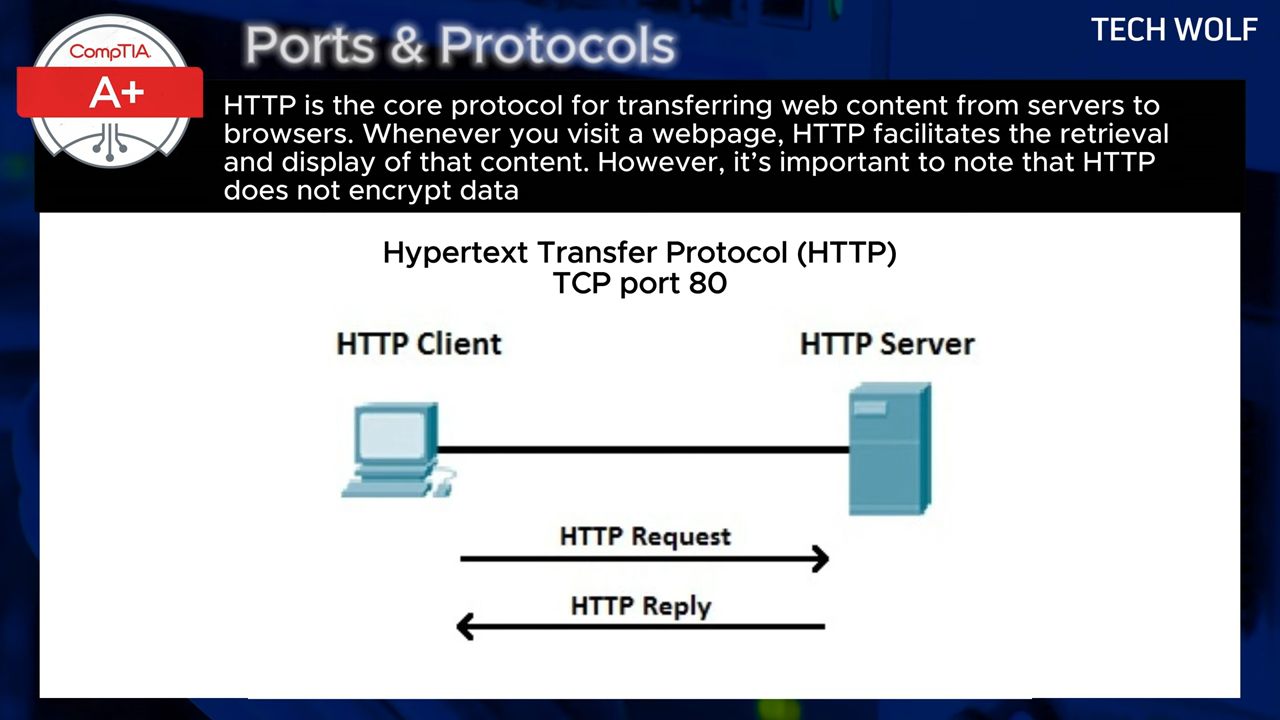 CompTIA.
A+
Ports & Protocols
TECH WOLF
HTTP is the core protocol for transferring web content from servers to
browsers. Whenever you visit a webpage, HTTP facilitates the retrieval
and display of that content. However, it's important to note that HTTP
does not encrypt data
Hypertext Transfer Protocol (HTTP)
TCP port 80
HTTP Client
HTTP Server
HTTP Request
HTTP Reply